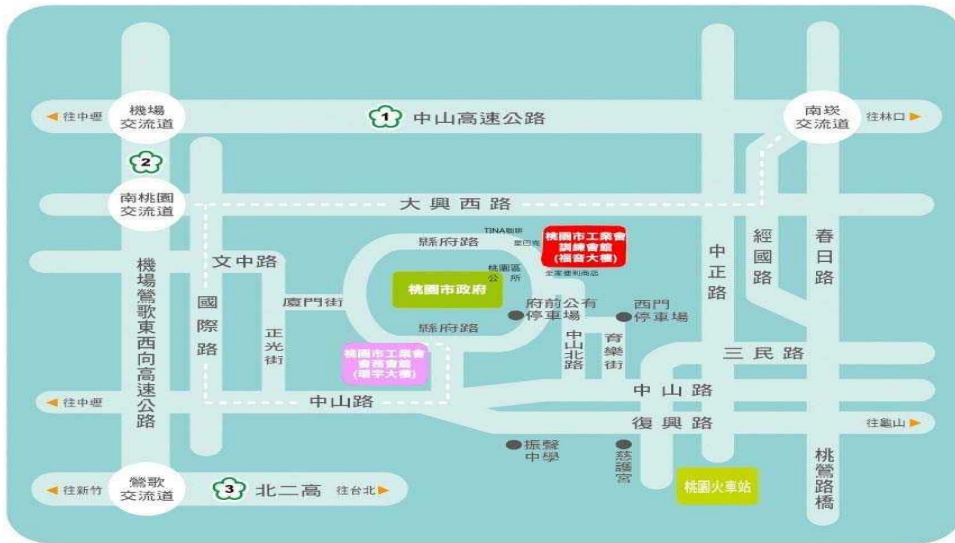 機場
交流道
往中壢
1
中山高速公路
南崁
交流道
往林口
2
南桃園
交流道
大興西路
TINA咖啡
星巴克
桃園市工業會
訓練會館
(福音大樓)
縣府路
文中路
桃園區
公所
全家便利商店
桃園市政府
中正路
經國路
春日路
機場鶯歌東西向高速公路
國際路
廈門街
府前公有
停車場
西門
停車場
縣府路
正光街
中山北路
育樂街
桃園市工業會
會務會館
(瓏宇大樓)
三民路
往中壢
中山路
中山路
復興路
往龜山
振聲
中學
慈護宮
桃鶯路橋
鶯歌
交流道
往新竹
3
北二高
往台北
桃園火車站